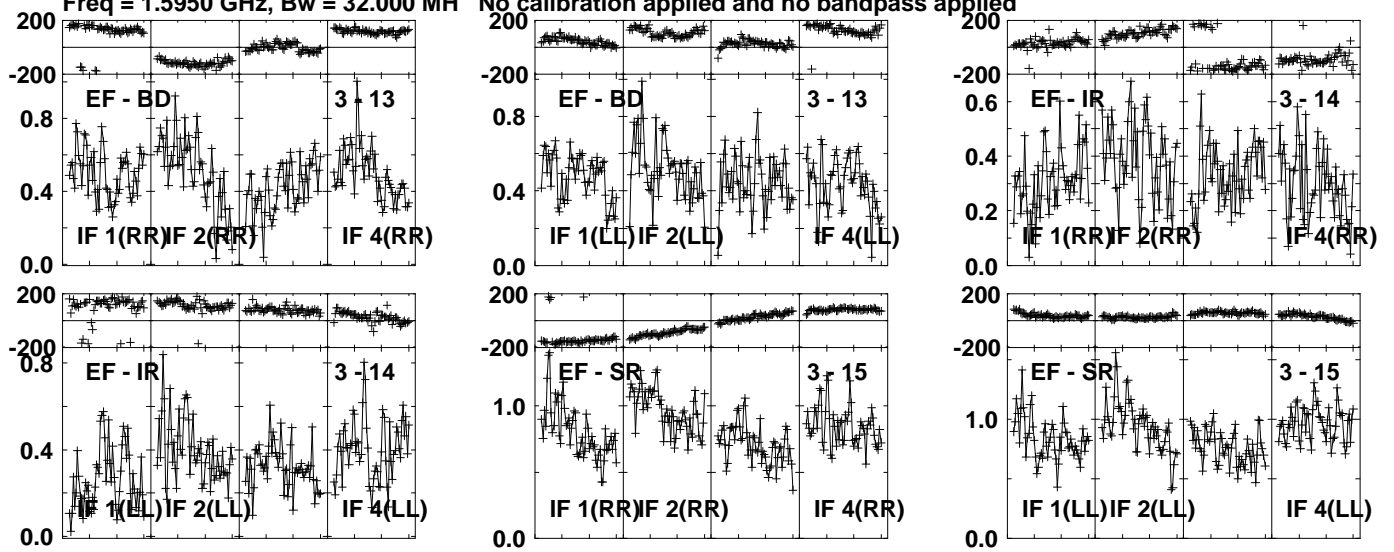 Freq = 1.5950 GHz, Bw = 32.000 MH No calibration applied and no bandpass applied
200
-200
EF - BD 3 - 13
0.8
0.4
IF 1(RR) IF 2(RR) IF 4(RR)
0.0
200
-200
EF - BD 3 - 13
0.8
0.4
IF 1(LL) IF 2(LL) IF 4(LL)
0.0
200
-200
EF - IR 3 - 14
0.6
0.4
0.2
IF 1(RR) IF 2(RR) IF 4(RR)
0.0
200
-200
0.8 EF - IR 3 - 14
0.4
IF 1(LL) IF 2(LL) IF 4(LL)
0.0
200
-200
EF - SR 3 - 15
1.0
IF 1(RR) IF 2(RR) IF 4(RR)
0.0
200
-200
EF - SR 3 - 15
1.0
IF 1(LL) IF 2(LL) IF 4(LL)
0.0